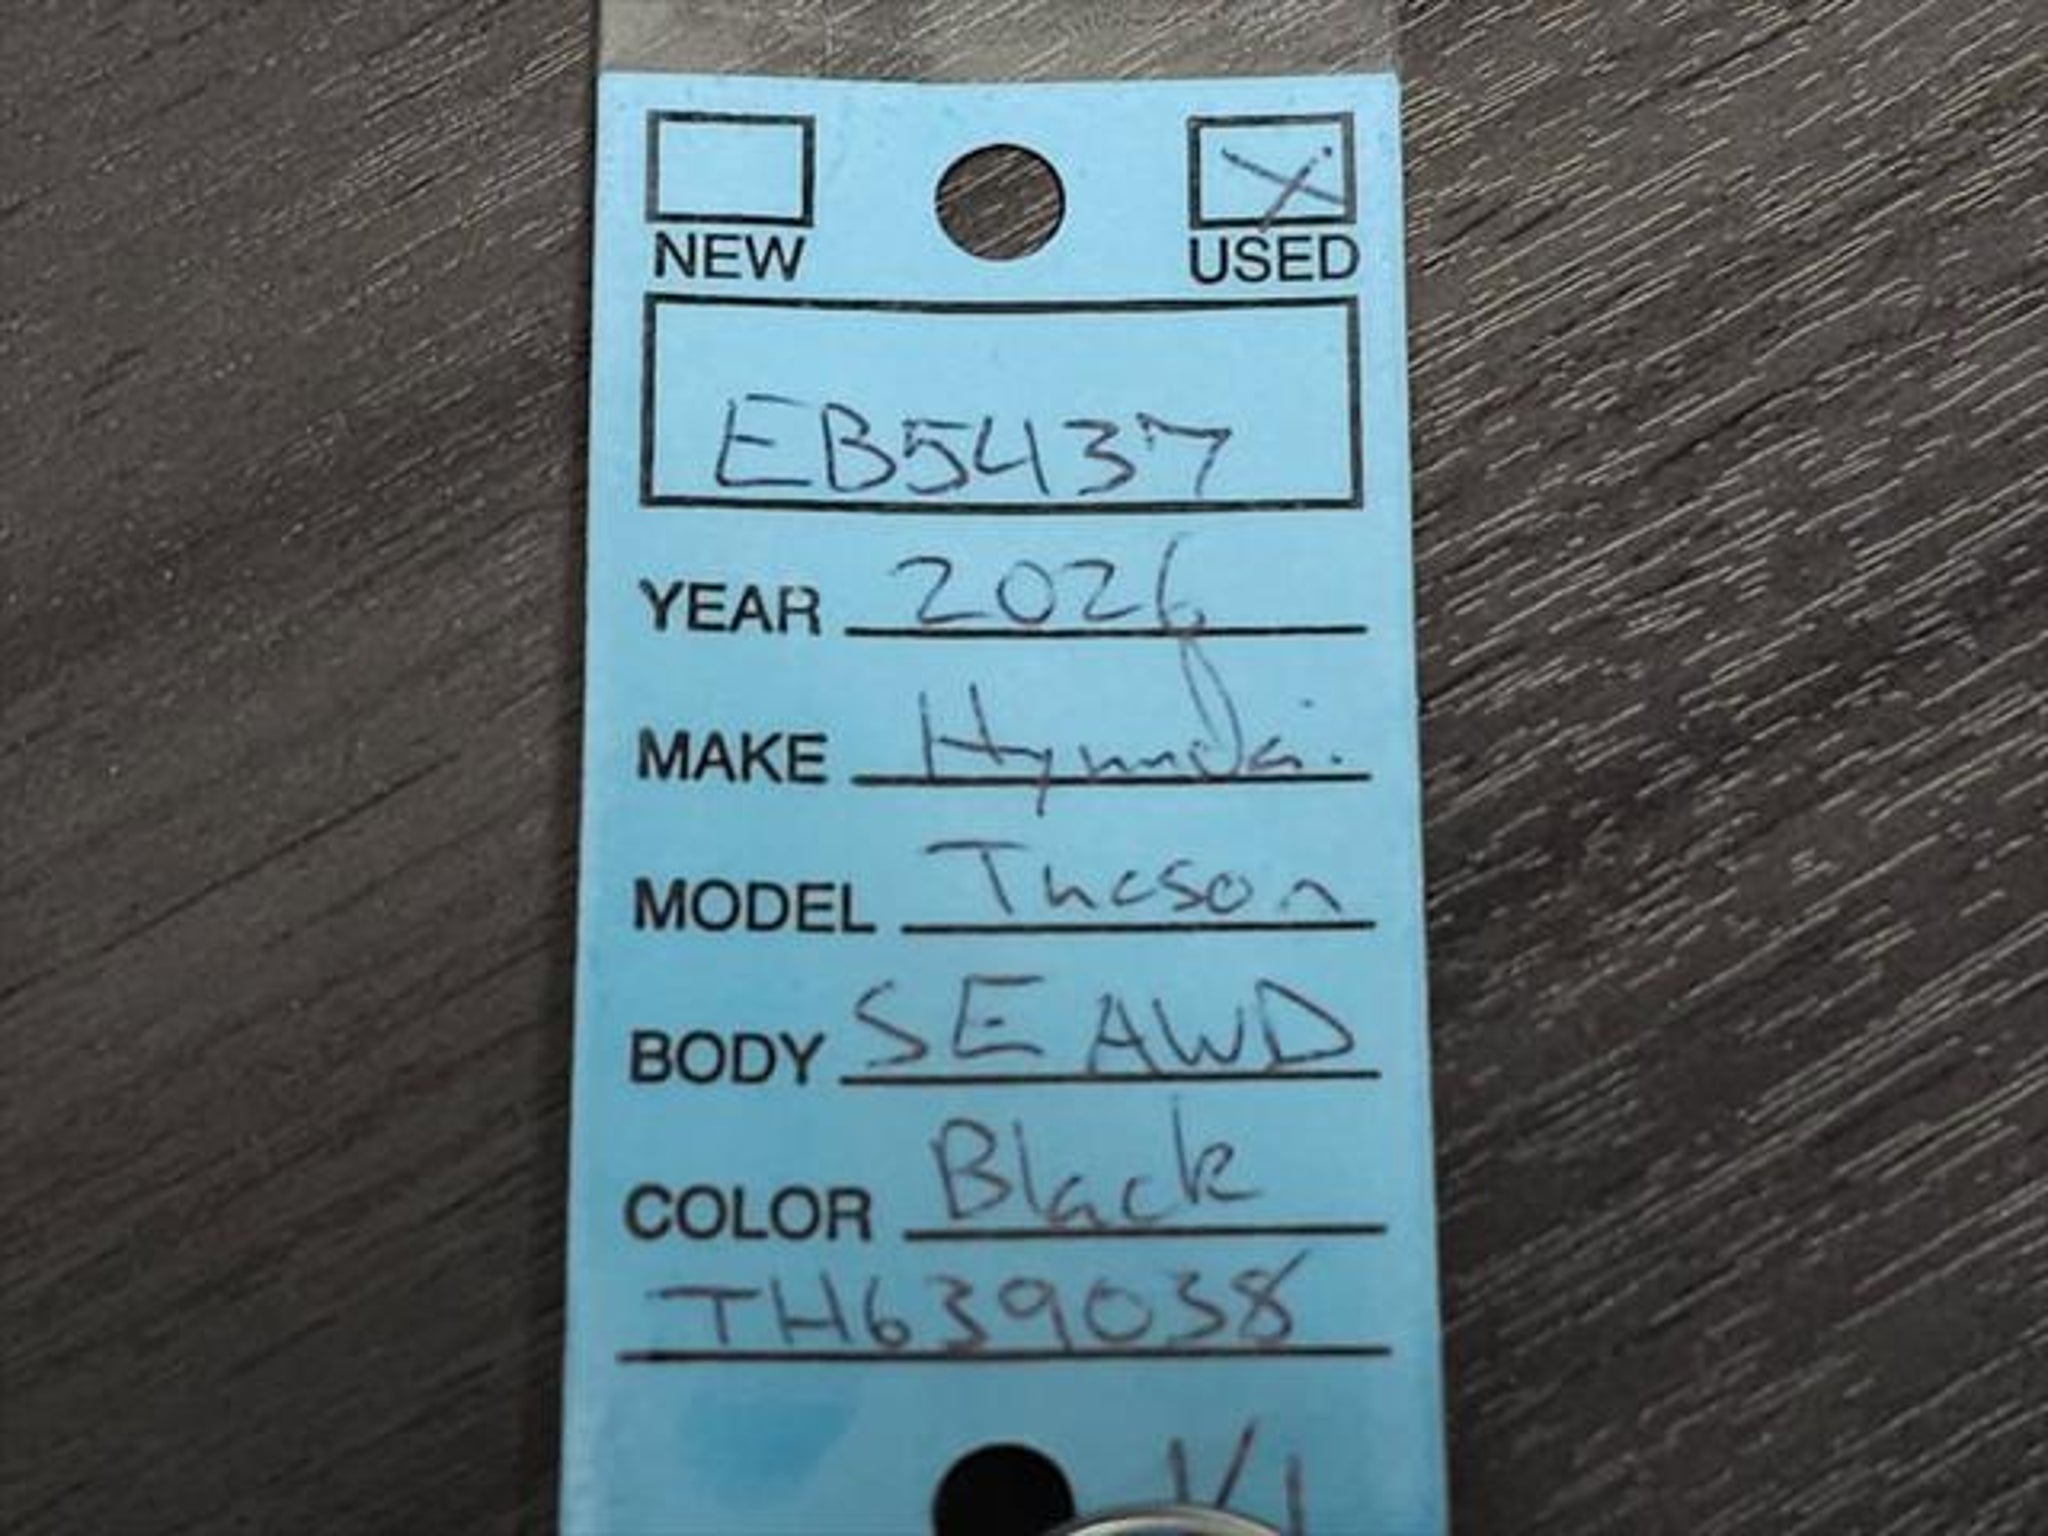 NEW USED
EB5437
YEAR 2026
MAKE Hyundai
MODEL Tucson
BODY SE AWD
COLOR Black
TH639038